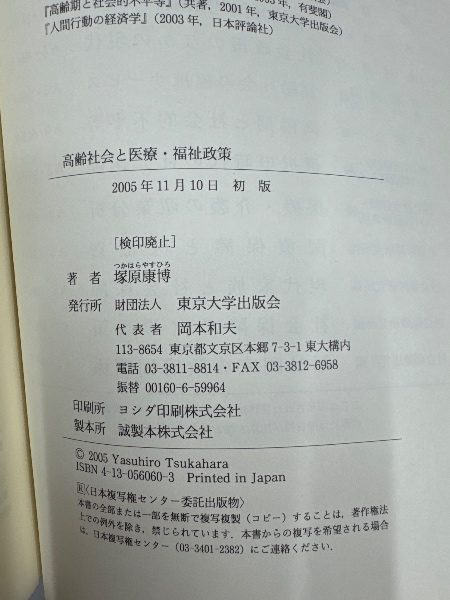 『高齢期と社会的不平等』(共著, 2001年, 東京大学出版会)
『人間行動の経済学』(2003年, 日本評論社)
高齢社会と医療・福祉政策
2005年11月10日 初 版
[検印廃止]
つかはらやすひろ
著 者 塚原康博
発行所 財団法人 東京大学出版会
代 表 者 岡本和夫
113-8654 東京都文京区本郷7-3-1東大構内
電話 03-3811-8814・FAX 03-3812-6958
振替 00160-6-59964
印刷所 ヨシダ印刷株式会社
製本所 誠製本株式会社
© 2005 Yasuhiro Tsukahara
ISBN 4-13-056060-3 Printed in Japan
Ⓡ〈日本複写権センター委託出版物〉
本書の全部または一部を無断で複写複製(コピー)することは, 著作権法
上での例外を除き, 禁じられています. 本書からの複写を希望される場合
は, 日本複写権センター(03-3401-2382)にご連絡ください.